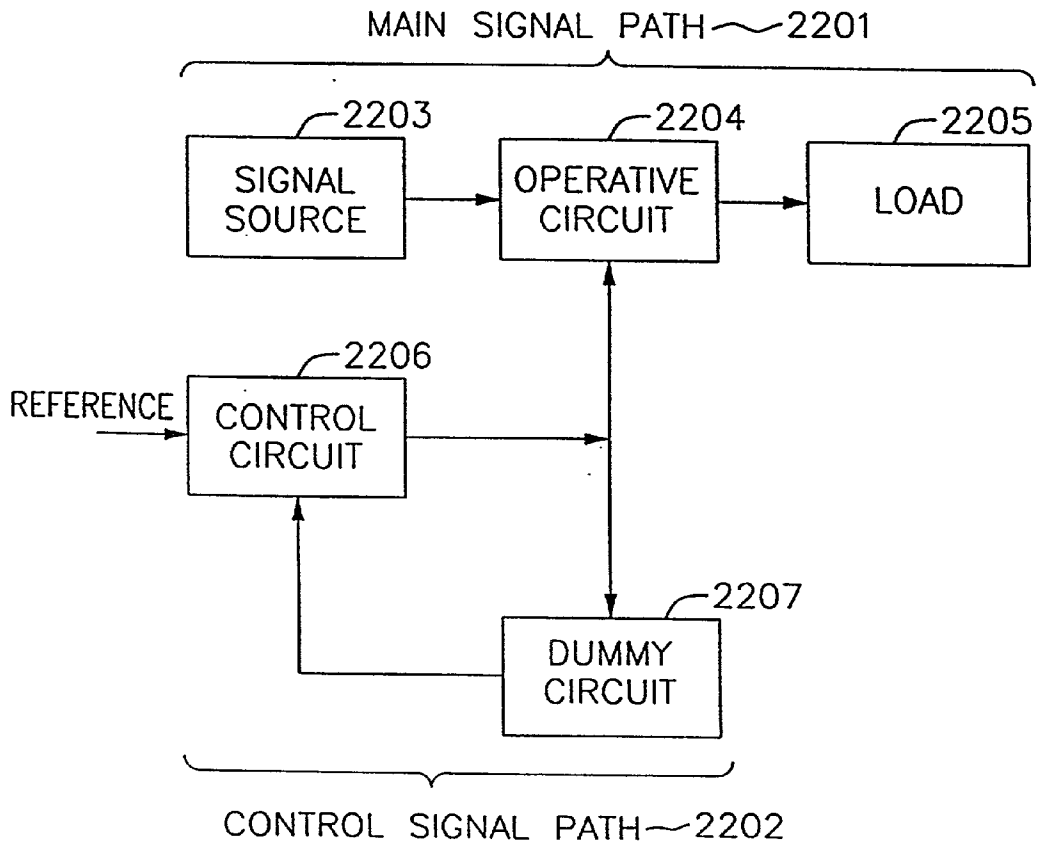 MAIN SIGNAL PATH 2201
2203
2204
2205
SIGNAL
SOURCE
OPERATIVE
CIRCUIT
LOAD
2206
REFERENCE
CONTROL
CIRCUIT
2207
DUMMY
CIRCUIT
CONTROL SIGNAL PATH 2202